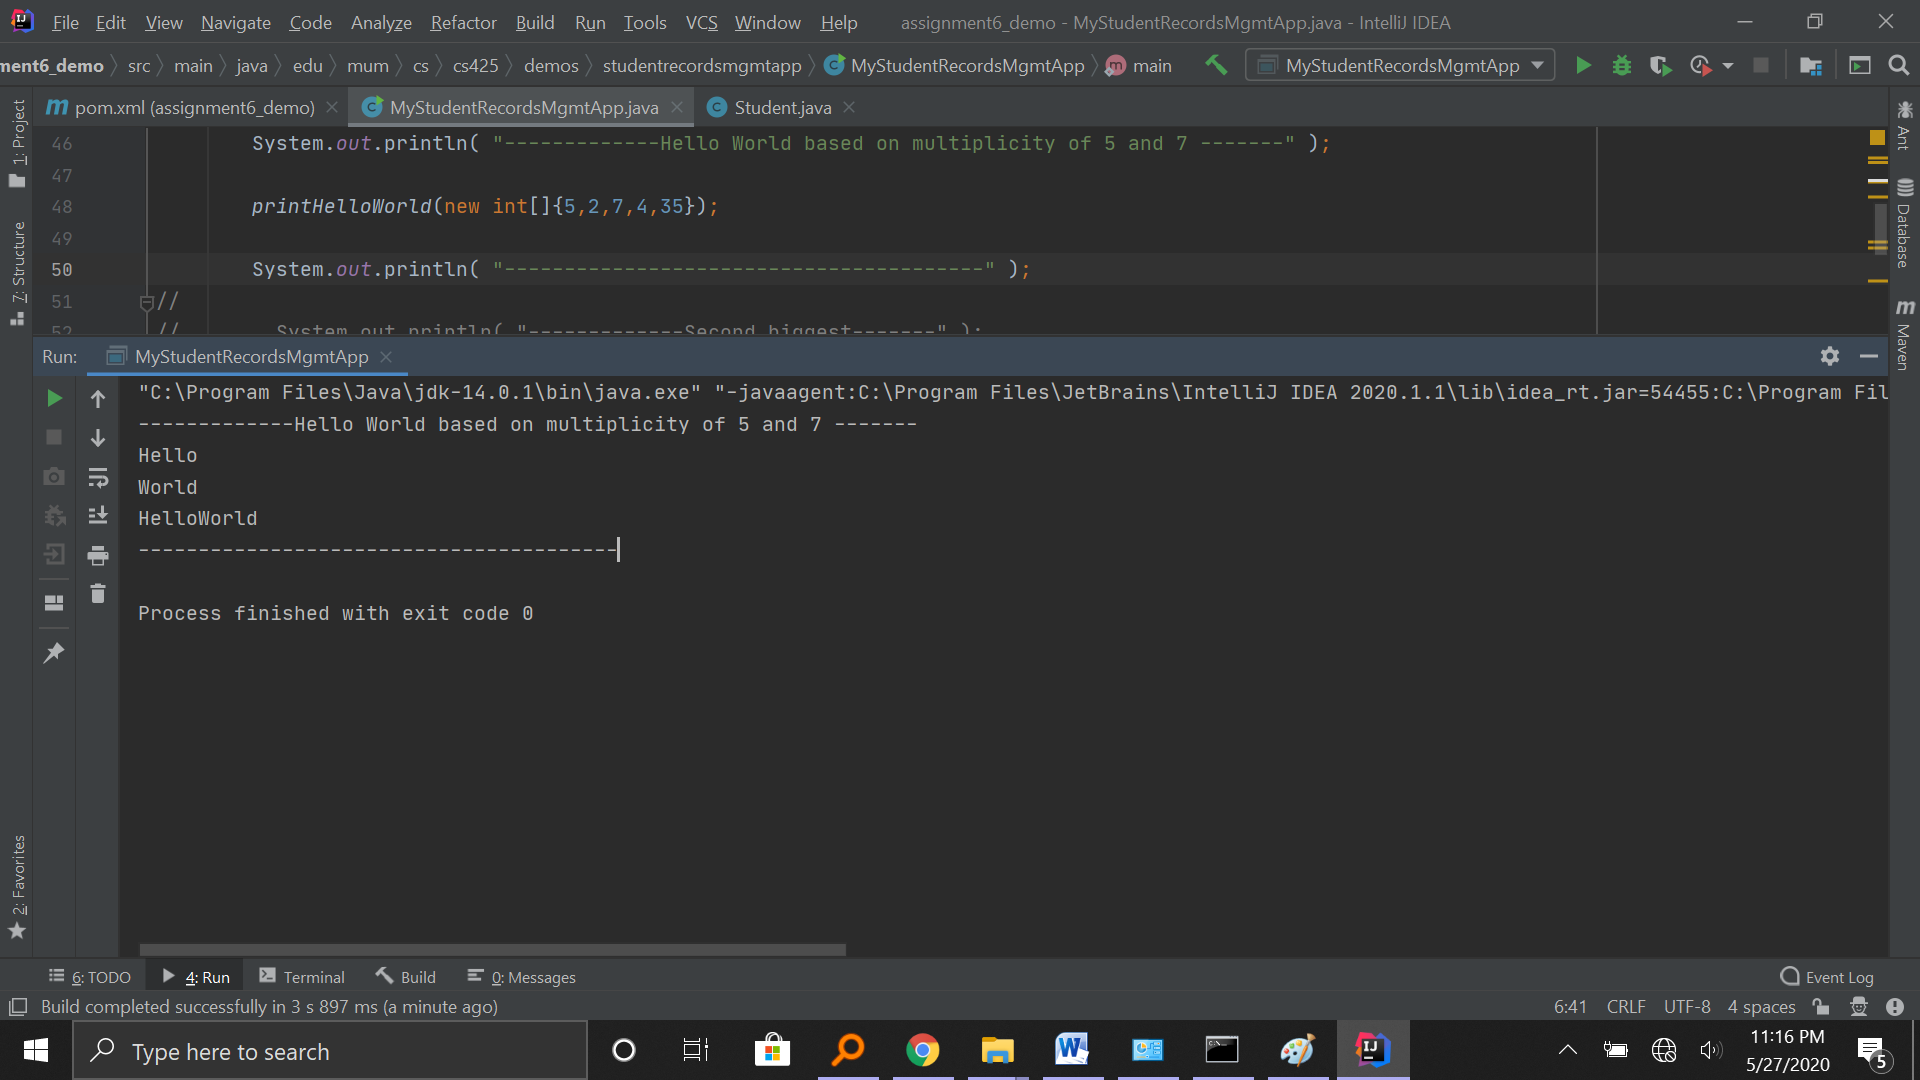 File Edit View Navigate Code Analyze Refactor Build Run Tools VCS Window Help assignment6_demo - MyStudentRecordsMgmtApp.java - IntelliJ IDEA
ment6_demo src main java edu mum cs cs425 demos studentrecordsmgmtapp MyStudentRecordsMgmtApp main MyStudentRecordsMgmtApp
pom.xml (assignment6_demo) MyStudentRecordsMgmtApp.java Student.java
1: Project
7: Structure
2: Favorites
Ant
Database
Maven
46 System.out.println( "-------------Hello World based on multiplicity of 5 and 7 -------" );
47
48 printHelloWorld(new int[]{5,2,7,4,35});
49
50 System.out.println( "----------------------------------------" );
51 //
52 // System.out.println( "-------------Second biggest-------" );
Run: MyStudentRecordsMgmtApp
"C:\Program Files\Java\jdk-14.0.1\bin\java.exe" "-javaagent:C:\Program Files\JetBrains\IntelliJ IDEA 2020.1.1\lib\idea_rt.jar=54455:C:\Program Fil
-------------Hello World based on multiplicity of 5 and 7 -------
Hello
World
HelloWorld
----------------------------------------
Process finished with exit code 0
6: TODO 4: Run Terminal Build 0: Messages Event Log
Build completed successfully in 3 s 897 ms (a minute ago) 6:41 CRLF UTF-8 4 spaces
Type here to search
11:16 PM
5/27/2020
5